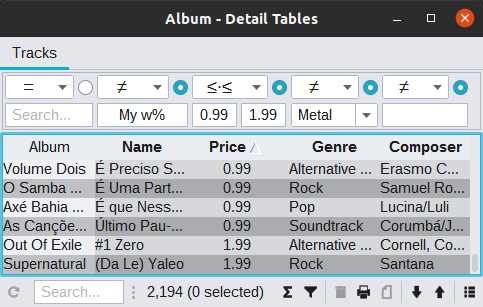 Album - Detail Tables
Tracks
= ≠ ≤·≤ ≠ ≠
Search... My w% 0.99 1.99 Metal
Album Name Price Genre Composer
Volume Dois É Preciso S... 0.99 Alternative ... Erasmo C...
O Samba ... É Uma Part... 0.99 Rock Samuel Ro...
Axé Bahia ... É que Ness... 0.99 Pop Lucina/Luli
As Cançõe... Último Pau-... 0.99 Soundtrack Corumbá/J...
Out Of Exile #1 Zero 1.99 Alternative ... Cornell, Co...
Supernatural (Da Le) Yaleo 0.99 Rock Santana
Search... 2,194 (0 selected) Σ